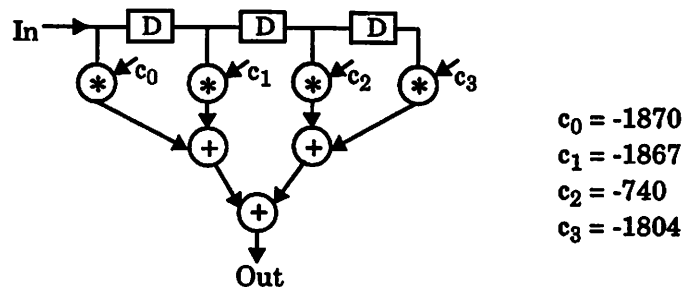 In D D D
* c₀ * c₁ * c₂ * c₃
+ +
+
Out
c₀ = -1870
c₁ = -1867
c₂ = -740
c₃ = -1804